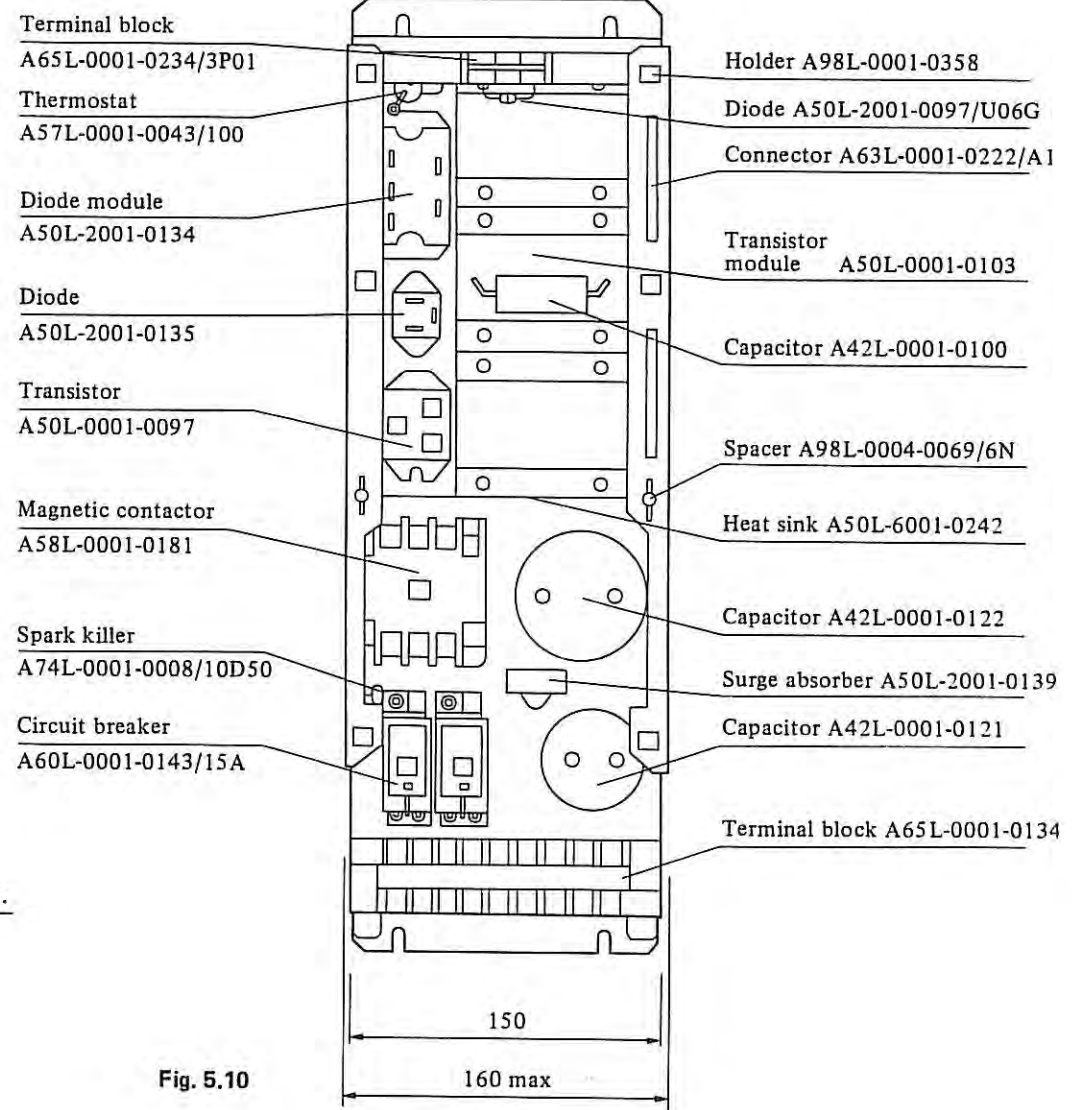 Terminal block
A65L-0001-0234/3P01
Thermostat
A57L-0001-0043/100
Diode module
A50L-2001-0134
Diode
A50L-2001-0135
Transistor
A50L-0001-0097
Magnetic contactor
A58L-0001-0181
Spark killer
A74L-0001-0008/10D50
Circuit breaker
A60L-0001-0143/15A
Holder A98L-0001-0358
Diode A50L-2001-0097/U06G
Connector A63L-0001-0222/A1
Transistor
module A50L-0001-0103
Capacitor A42L-0001-0100
Spacer A98L-0004-0069/6N
Heat sink A50L-6001-0242
Capacitor A42L-0001-0122
Surge absorber A50L-2001-0139
Capacitor A42L-0001-0121
Terminal block A65L-0001-0134
150
160 max
Fig. 5.10